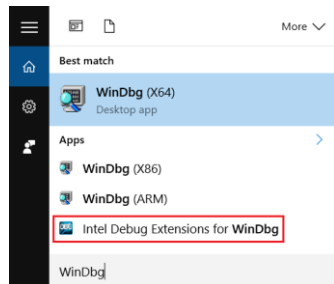 More
Best match
WinDbg (X64)
Desktop app
Apps
WinDbg (X86)
WinDbg (ARM)
Intel Debug Extensions for WinDbg
WinDbg